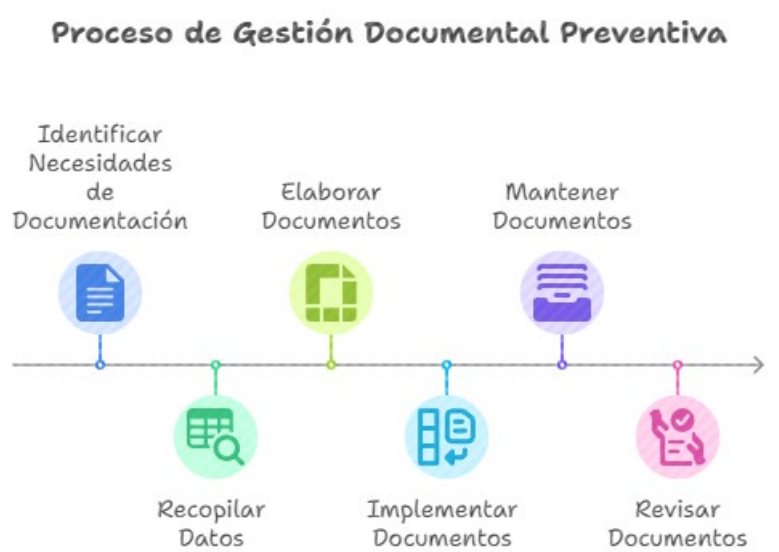 Proceso de Gestión Documental Preventiva
Identificar
Necesidades
de
Documentación
Recopilar
Datos
Elaborar
Documentos
Implementar
Documentos
Mantener
Documentos
Revisar
Documentos